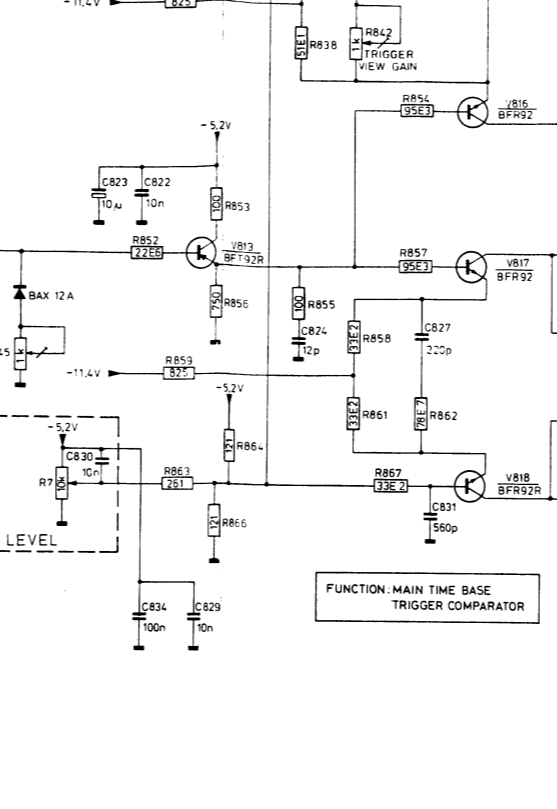 -11,4V
825
R838
51E1
R842
1k
TRIGGER
VIEW GAIN
R854
95E3
V816
BFR92
-5,2V
C823
10µ
C822
10n
100
R853
R852
22E6
V813
BFT92R
R857
95E3
V817
BFR92
BAX 12A
750
R856
100
R855
C824
12p
33E2
R858
C827
220p
45
1k
R859
-11,4V
825
-5,2V
33E2
R861
78E7
R862
121
R864
-5,2V
C830
10n
R7
10k
R863
261
R867
33E2
V818
BFR92R
C831
560p
121
R866
LEVEL
FUNCTION: MAIN TIME BASE
TRIGGER COMPARATOR
C834
100n
C829
10n